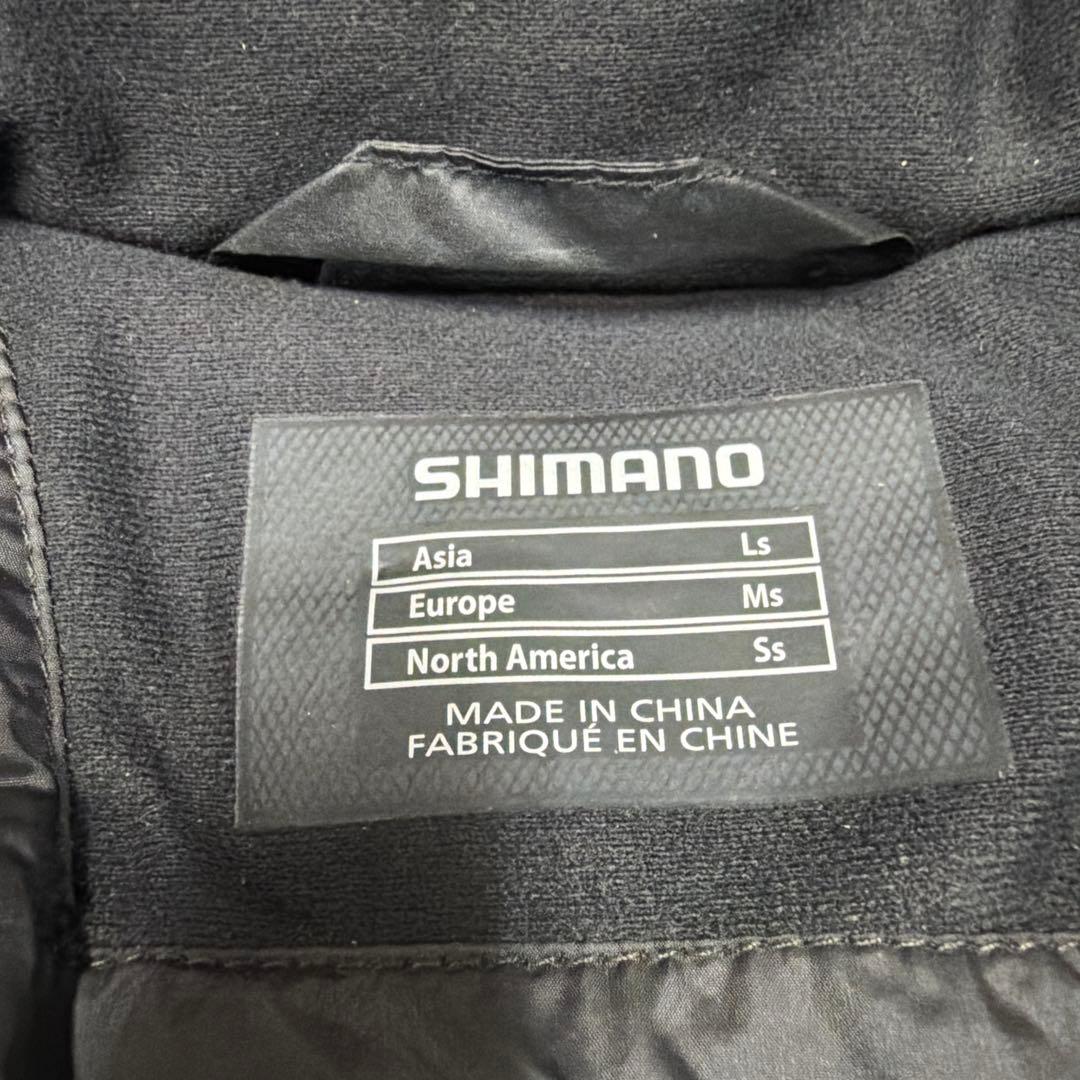 SHIMANO
Asia Ls
Europe Ms
North America Ss
MADE IN CHINA
FABRIQUÉ EN CHINE